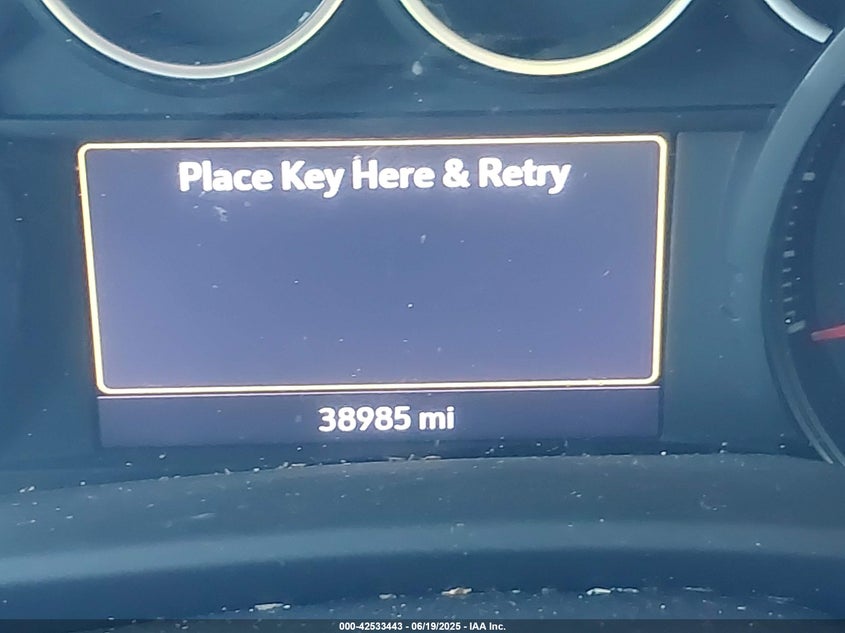 Place Key Here & Retry
38985 mi
000-42533443 - 06/19/2025 - IAA Inc.